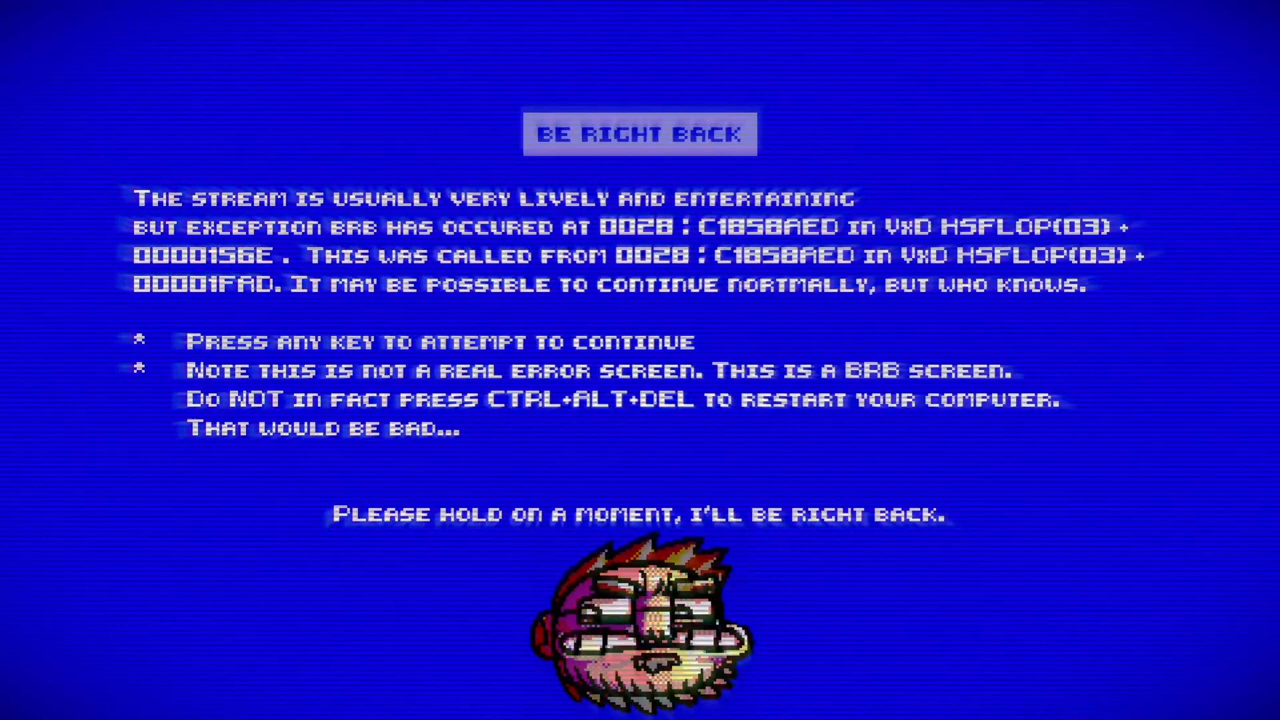 BE RIGHT BACK
THE STREAM IS USUALLY VERY LIVELY AND ENTERTAINING
BUT EXCEPTION BRB HAS OCCURED AT 0028 : C1858AED IN VXD HSFLOP(03) +
0000156E . THIS WAS CALLED FROM 0028 : C1858AED IN VXD HSFLOP(03) +
00001FAD. IT MAY BE POSSIBLE TO CONTINUE NORTMALLY, BUT WHO KNOWS.
* PRESS ANY KEY TO ATTEMPT TO CONTINUE
* NOTE THIS IS NOT A REAL ERROR SCREEN. THIS IS A BRB SCREEN.
DO NOT IN FACT PRESS CTRL+ALT+DEL TO RESTART YOUR COMPUTER.
THAT WOULD BE BAD...
PLEASE HOLD ON A MOMENT, I'LL BE RIGHT BACK.